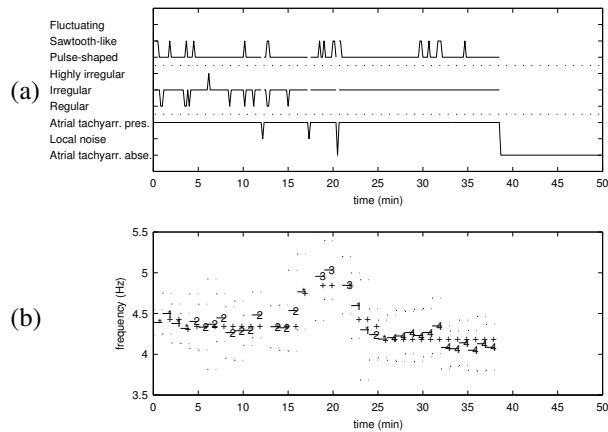 (a)
Fluctuating
Sawtooth-like
Pulse-shaped
Highly irregular
Irregular
Regular
Atrial tachyarr. pres.
Local noise
Atrial tachyarr. abse.
0 5 10 15 20 25 30 35 40 45 50
time (min)
(b)
frequency (Hz)
5.5
5
4.5
4
3.5
0 5 10 15 20 25 30 35 40 45 50
time (min)